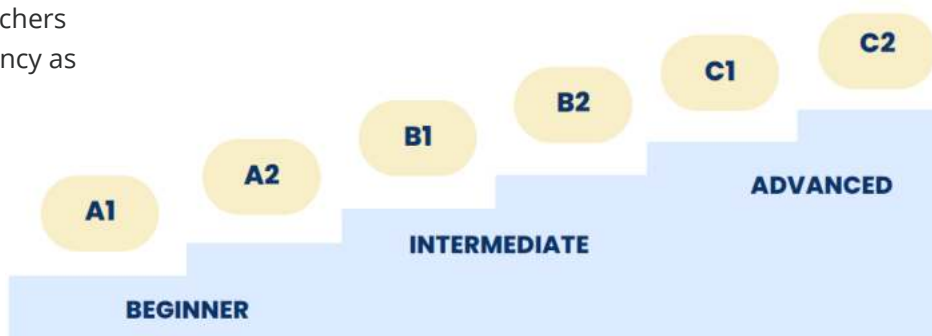 chers
ncy as
C2
C1
B2
B1
A2
A1
ADVANCED
INTERMEDIATE
BEGINNER